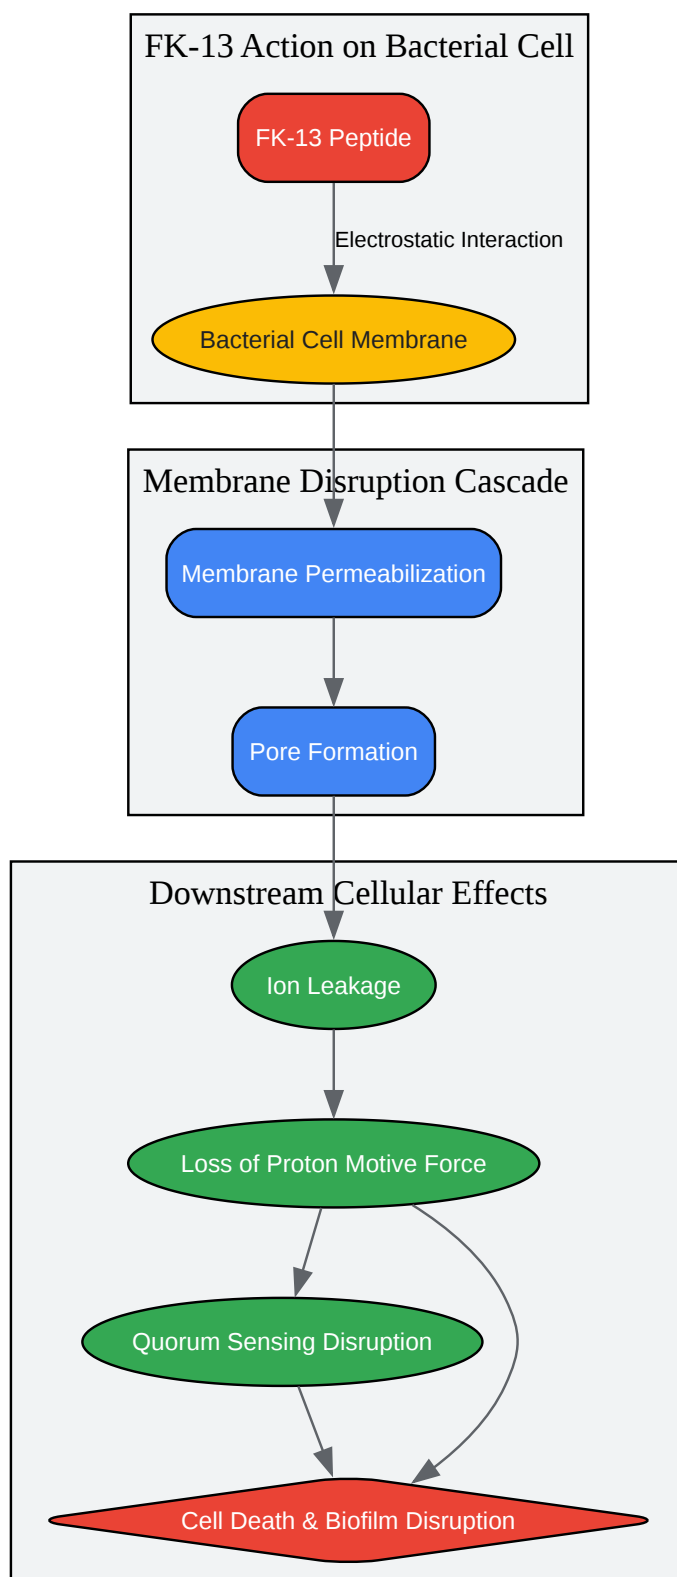 FK-13 Action on Bacterial Cell
FK-13 Peptide
Electrostatic Interaction
Bacterial Cell Membrane
Membrane Disruption Cascade
Membrane Permeabilization
Pore Formation
Downstream Cellular Effects
Ion Leakage
Loss of Proton Motive Force
Quorum Sensing Disruption
Cell Death & Biofilm Disruption